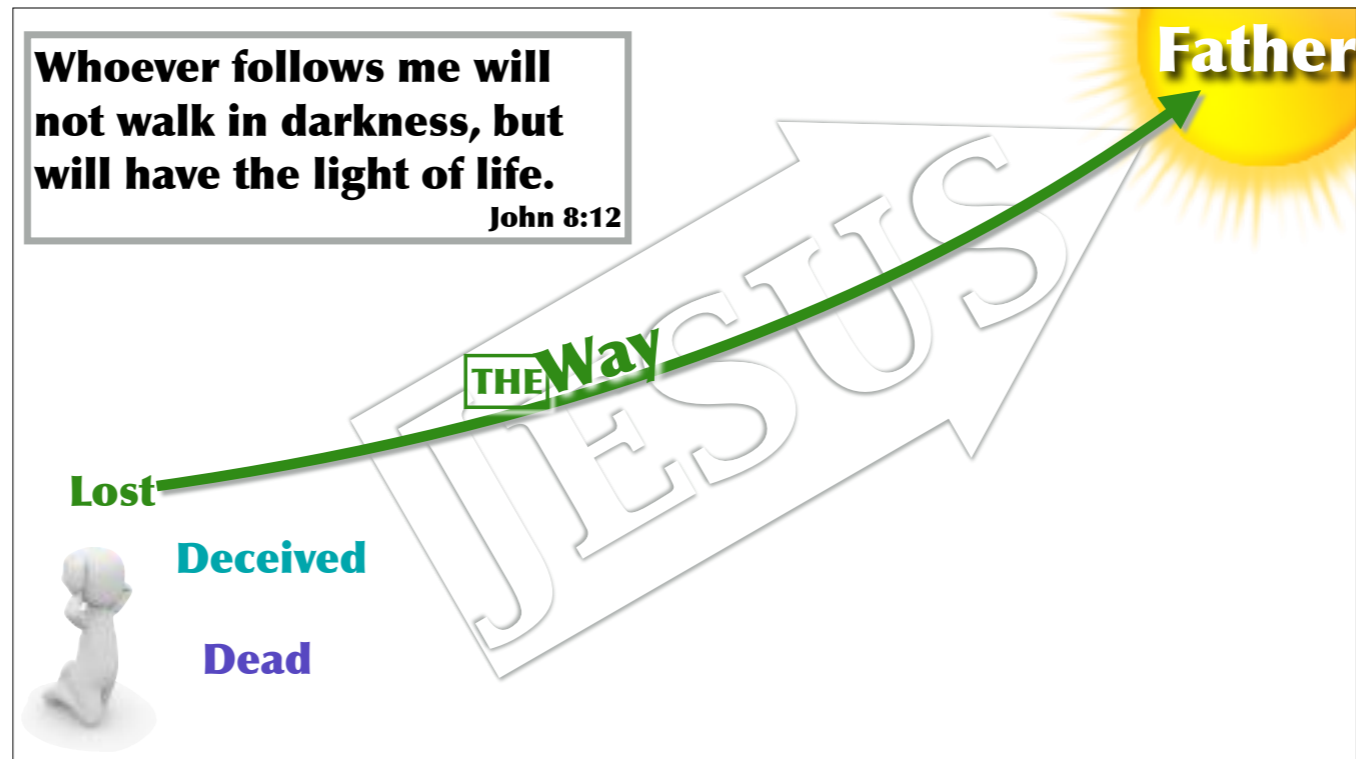 Whoever follows me will
not walk in darkness, but
will have the light of life.
John 8:12
Father
JESUS
THE Way
Lost
Deceived
Dead